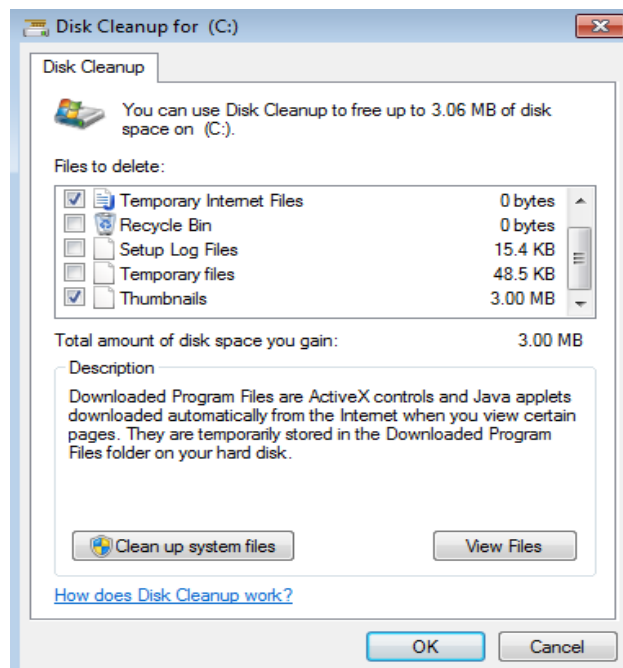 Disk Cleanup for (C:)
Disk Cleanup
You can use Disk Cleanup to free up to 3.06 MB of disk
space on (C:).
Files to delete:
Temporary Internet Files 0 bytes
Recycle Bin 0 bytes
Setup Log Files 15.4 KB
Temporary files 48.5 KB
Thumbnails 3.00 MB
Total amount of disk space you gain: 3.00 MB
Description
Downloaded Program Files are ActiveX controls and Java applets
downloaded automatically from the Internet when you view certain
pages. They are temporarily stored in the Downloaded Program
Files folder on your hard disk.
Clean up system files View Files
How does Disk Cleanup work?
OK Cancel